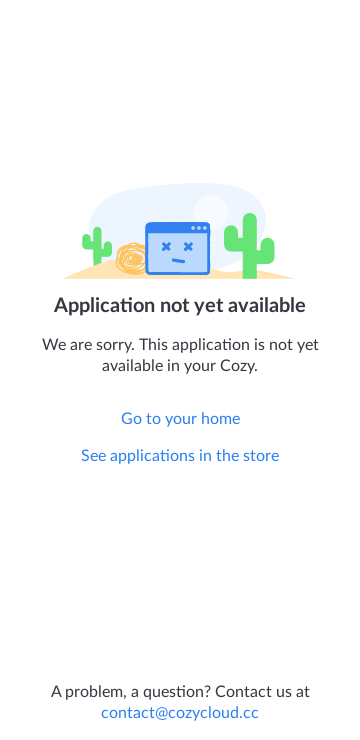 Application not yet available
We are sorry. This application is not yet
available in your Cozy.
Go to your home
See applications in the store
A problem, a question? Contact us at
contact@cozycloud.cc